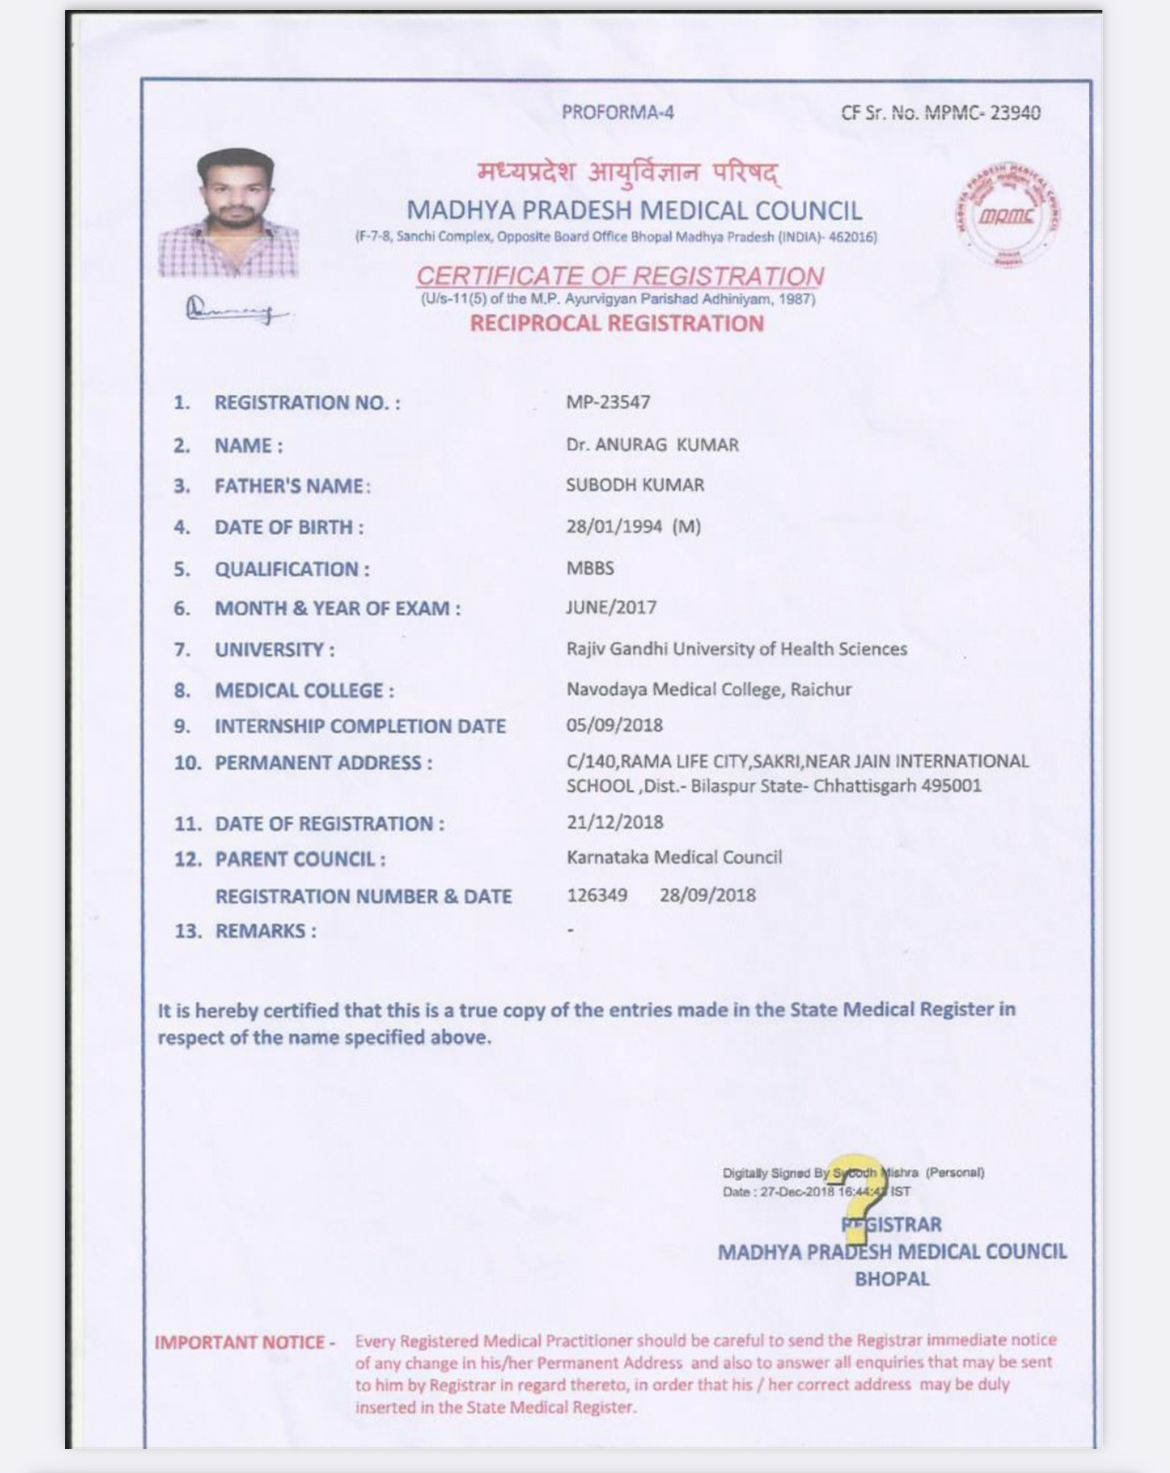 PROFORMA-4
CF Sr. No. MPMC- 23940
मध्यप्रदेश आयुर्विज्ञान परिषद्
MADHYA PRADESH MEDICAL COUNCIL
(F-7-8, Sanchi Complex, Opposite Board Office Bhopal Madhya Pradesh (INDIA)- 462016)
MADHYA PRADESH MEDICAL COUNCIL
mpmc
BHOPAL
CERTIFICATE OF REGISTRATION
(U/s-11(5) of the M.P. Ayurvigyan Parishad Adhiniyam, 1987)
RECIPROCAL REGISTRATION
1. REGISTRATION NO. : MP-23547
2. NAME : Dr. ANURAG KUMAR
3. FATHER'S NAME: SUBODH KUMAR
4. DATE OF BIRTH : 28/01/1994 (M)
5. QUALIFICATION : MBBS
6. MONTH & YEAR OF EXAM : JUNE/2017
7. UNIVERSITY : Rajiv Gandhi University of Health Sciences
8. MEDICAL COLLEGE : Navodaya Medical College, Raichur
9. INTERNSHIP COMPLETION DATE 05/09/2018
10. PERMANENT ADDRESS : C/140,RAMA LIFE CITY,SAKRI,NEAR JAIN INTERNATIONAL
SCHOOL ,Dist.- Bilaspur State- Chhattisgarh 495001
11. DATE OF REGISTRATION : 21/12/2018
12. PARENT COUNCIL : Karnataka Medical Council
REGISTRATION NUMBER & DATE 126349 28/09/2018
13. REMARKS : -
It is hereby certified that this is a true copy of the entries made in the State Medical Register in
respect of the name specified above.
Digitally Signed By Subodh Mishra (Personal)
Date : 27-Dec-2018 16:44:43 IST
?
REGISTRAR
MADHYA PRADESH MEDICAL COUNCIL
BHOPAL
IMPORTANT NOTICE - Every Registered Medical Practitioner should be careful to send the Registrar immediate notice
of any change in his/her Permanent Address and also to answer all enquiries that may be sent
to him by Registrar in regard thereto, in order that his / her correct address may be duly
inserted in the State Medical Register.